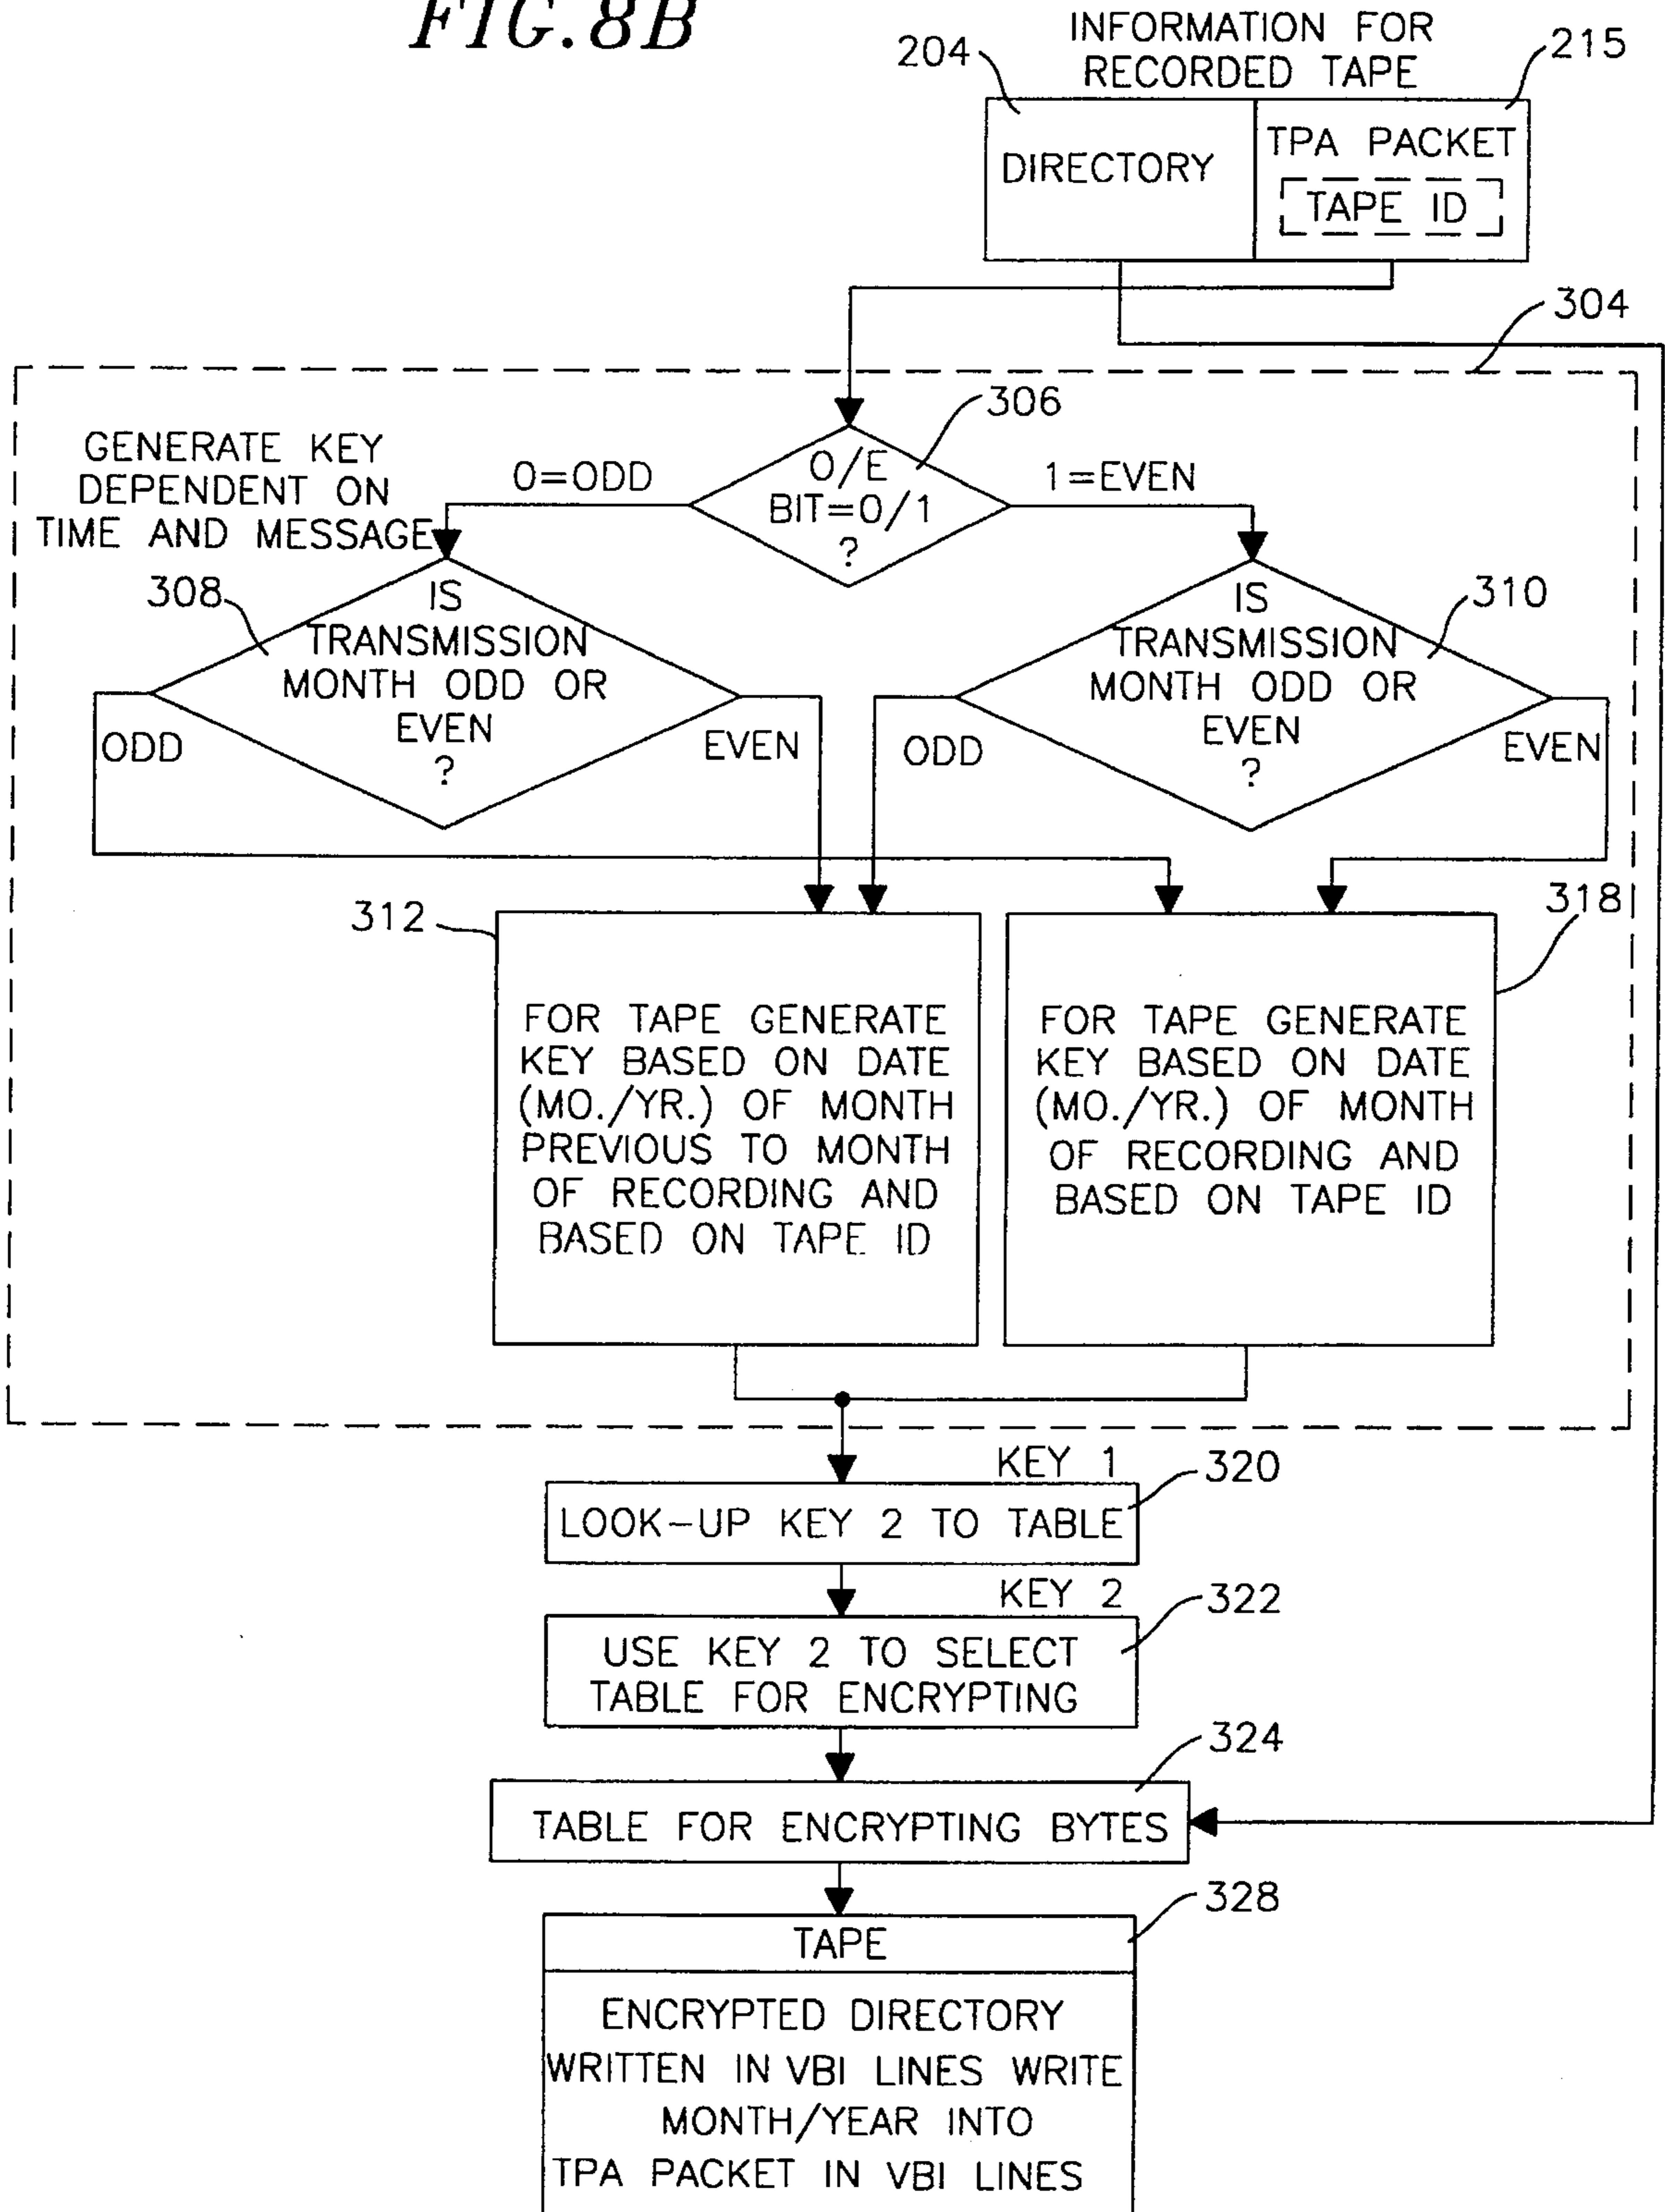 FIG. 8B
INFORMATION FOR
RECORDED TAPE
204
215
DIRECTORY
TPA PACKET
TAPE ID
304
GENERATE KEY
DEPENDENT ON
TIME AND MESSAGE
306
0=ODD
O/E
BIT=0/1
?
1=EVEN
308
IS
TRANSMISSION
MONTH ODD OR
EVEN
?
ODD
EVEN
310
IS
TRANSMISSION
MONTH ODD OR
EVEN
?
ODD
EVEN
312
FOR TAPE GENERATE
KEY BASED ON DATE
(MO./YR.) OF MONTH
PREVIOUS TO MONTH
OF RECORDING AND
BASED ON TAPE ID
318
FOR TAPE GENERATE
KEY BASED ON DATE
(MO./YR.) OF MONTH
OF RECORDING AND
BASED ON TAPE ID
KEY 1
320
LOOK-UP KEY 2 TO TABLE
KEY 2
322
USE KEY 2 TO SELECT
TABLE FOR ENCRYPTING
324
TABLE FOR ENCRYPTING BYTES
328
TAPE
ENCRYPTED DIRECTORY
WRITTEN IN VBI LINES WRITE
MONTH/YEAR INTO
TPA PACKET IN VBI LINES